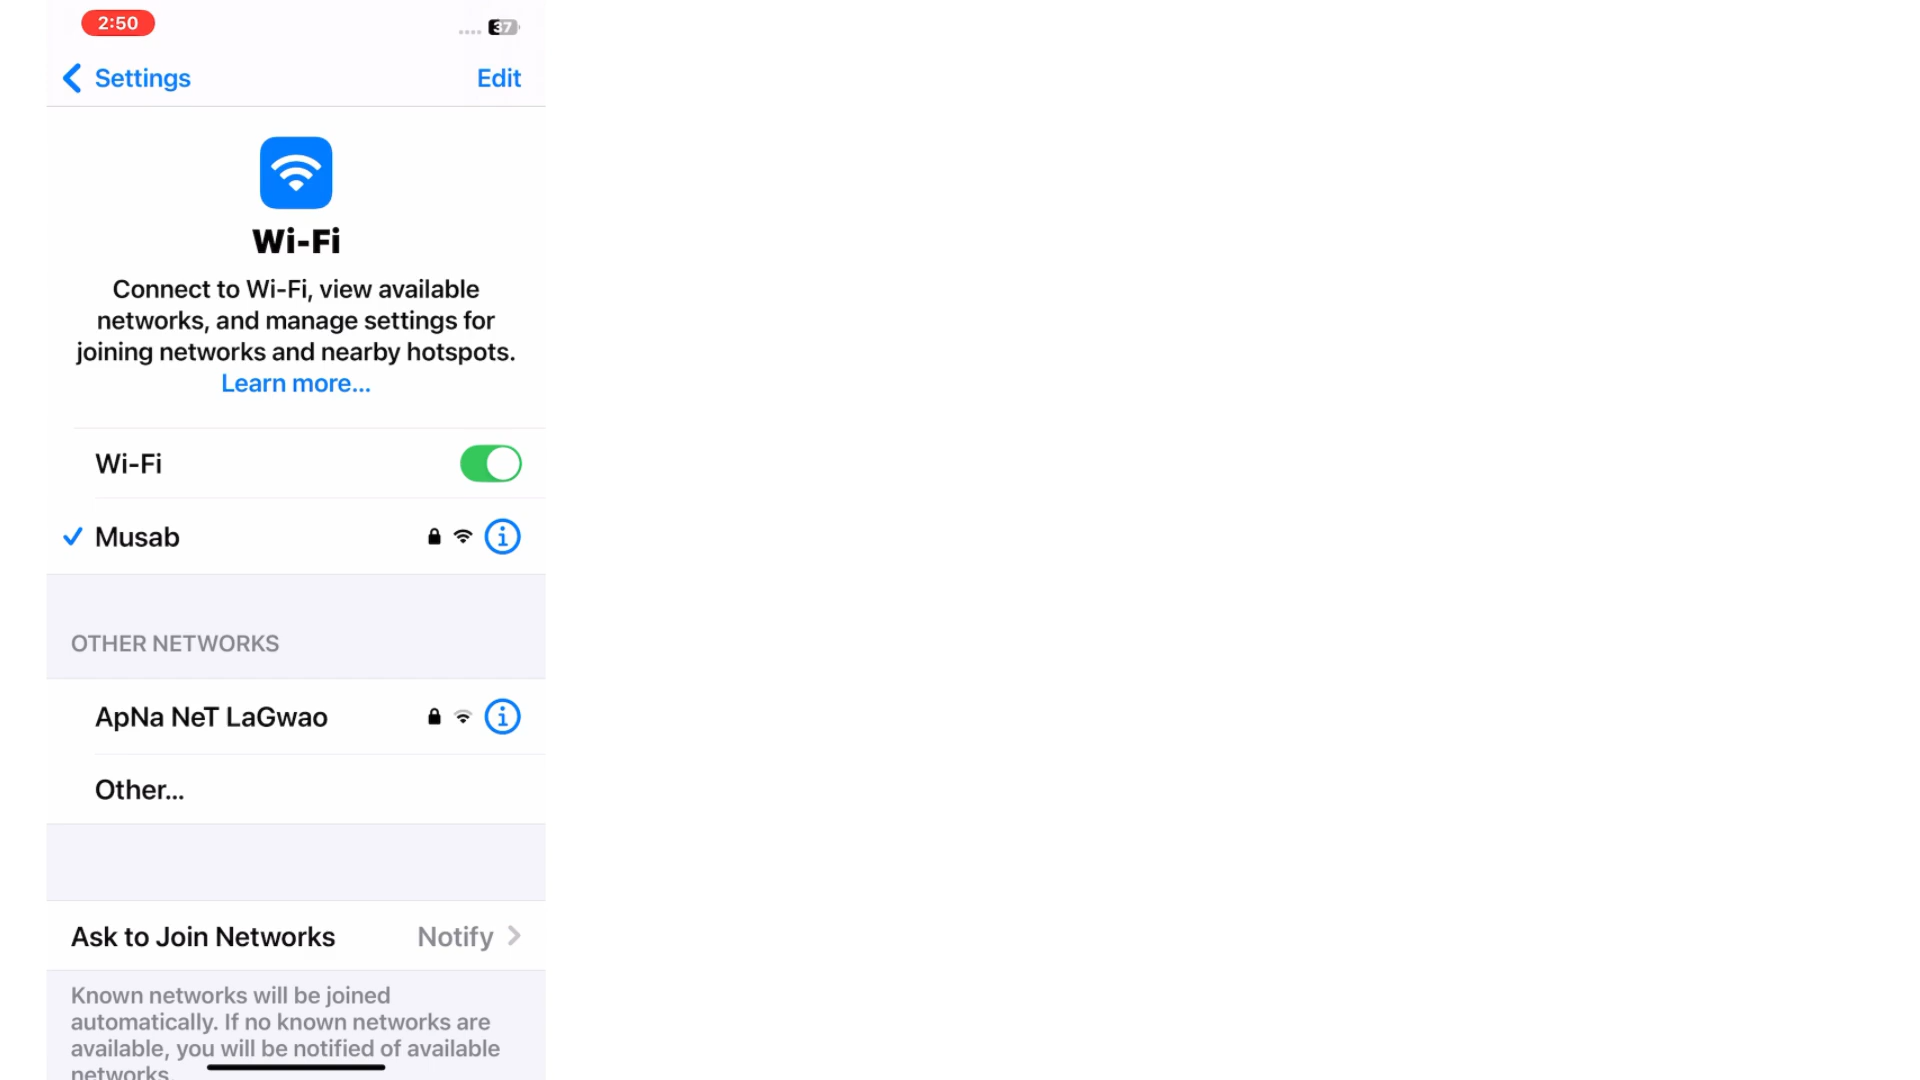 2:50
37
Settings
Edit
Wi-Fi
Connect to Wi-Fi, view available
networks, and manage settings for
joining networks and nearby hotspots.
Learn more...
Wi-Fi
Musab
OTHER NETWORKS
ApNa NeT LaGwao
Other...
Ask to Join Networks
Notify
Known networks will be joined
automatically. If no known networks are
available, you will be notified of available
networks.